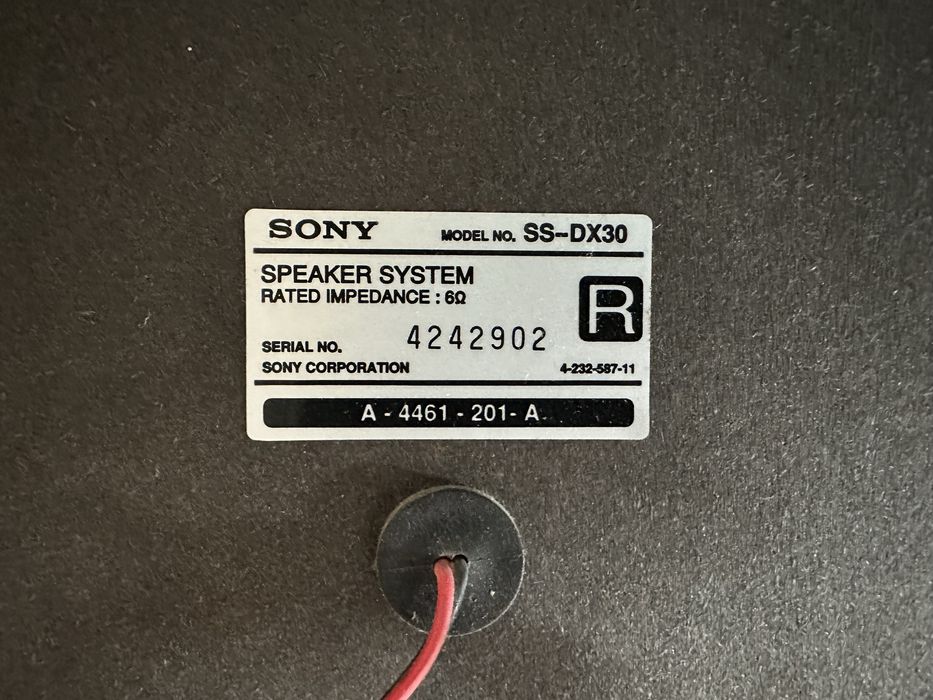 SONY MODEL NO. SS-DX30
SPEAKER SYSTEM
RATED IMPEDANCE : 6Ω
R
SERIAL NO. 4242902
SONY CORPORATION 4-232-587-11
A - 4461 - 201- A